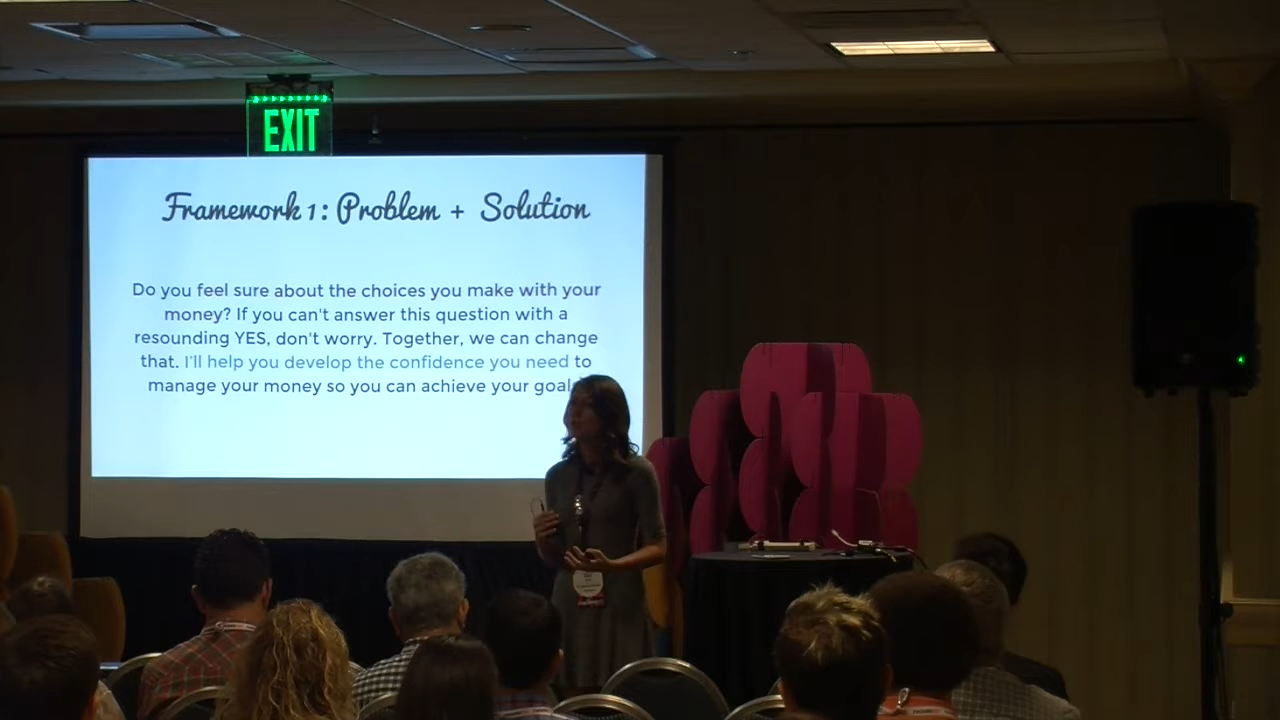 EXIT
Framework 1: Problem + Solution
Do you feel sure about the choices you make with your
money? If you can't answer this question with a
resounding YES, don't worry. Together, we can change
that. I'll help you develop the confidence you need to
manage your money so you can achieve your goal